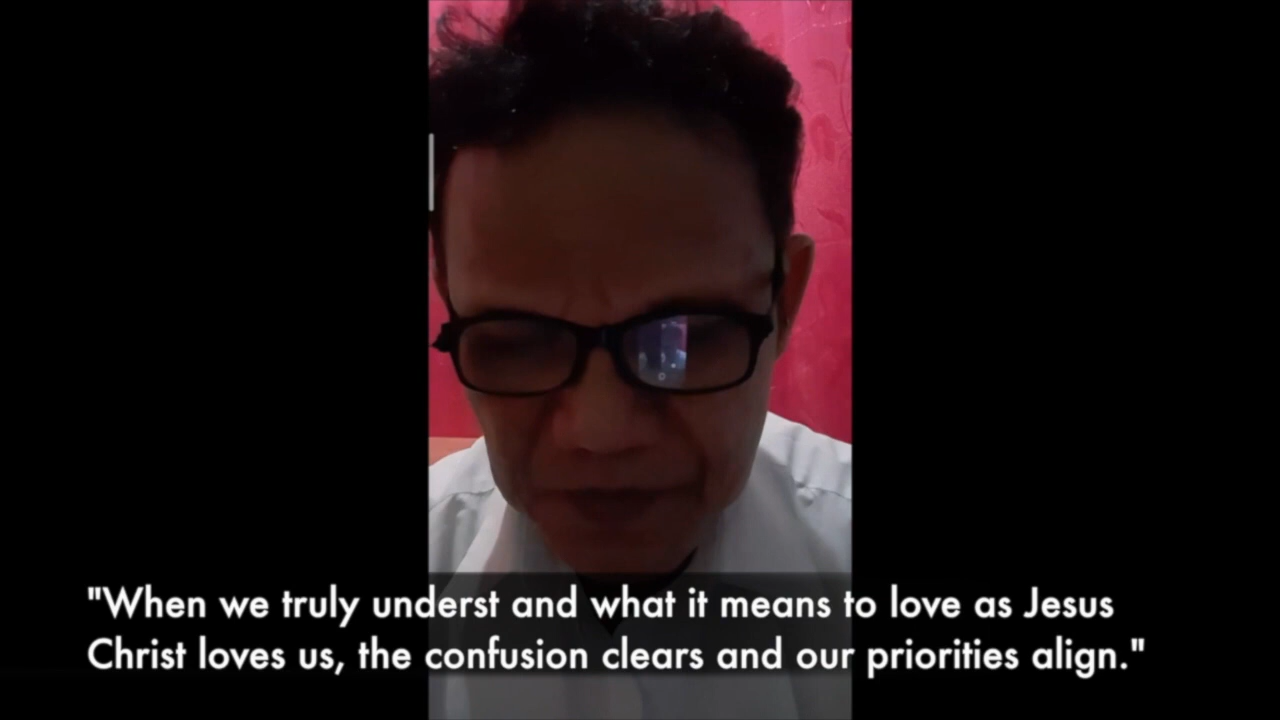 "When we truly underst and what it means to love as Jesus
Christ loves us, the confusion clears and our priorities align."